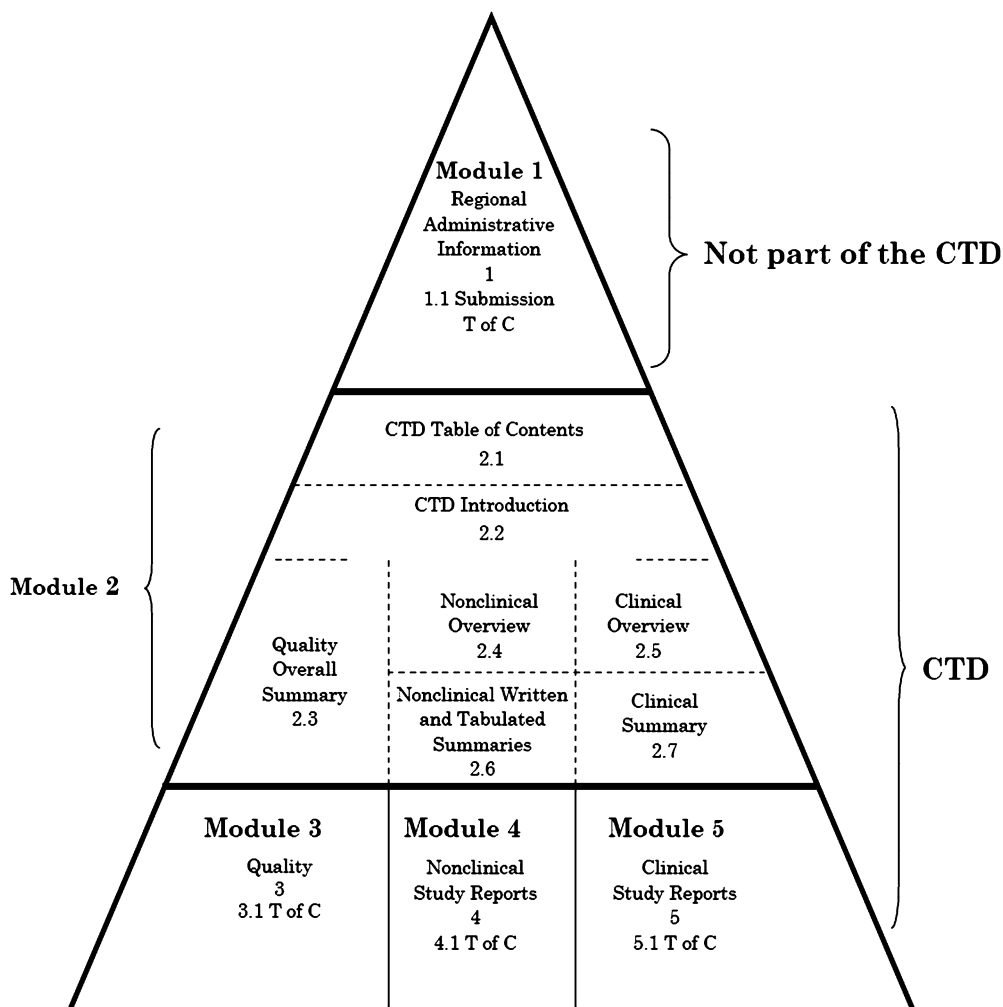 Module 1
Regional
Administrative
Information
1
1.1 Submission
T of C
Not part of the CTD
CTD Table of Contents
2.1
CTD Introduction
2.2
Module 2
Quality
Overall
Summary
2.3
Nonclinical
Overview
2.4
Clinical
Overview
2.5
Nonclinical Written
and Tabulated
Summaries
2.6
Clinical
Summary
2.7
CTD
Module 3
Quality
3
3.1 T of C
Module 4
Nonclinical
Study Reports
4
4.1 T of C
Module 5
Clinical
Study Reports
5
5.1 T of C